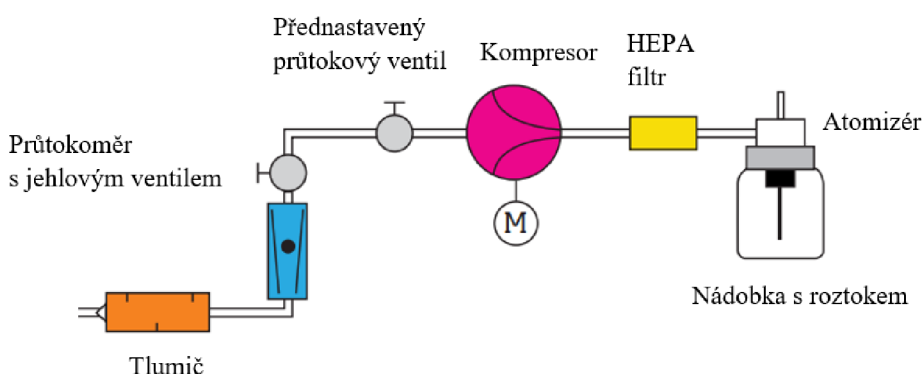 Přednastavený
průtokový ventil
Kompresor
HEPA
filtr
Atomizér
Průtokoměr
s jehlovým ventilem
M
Nádobka s roztokem
Tlumič